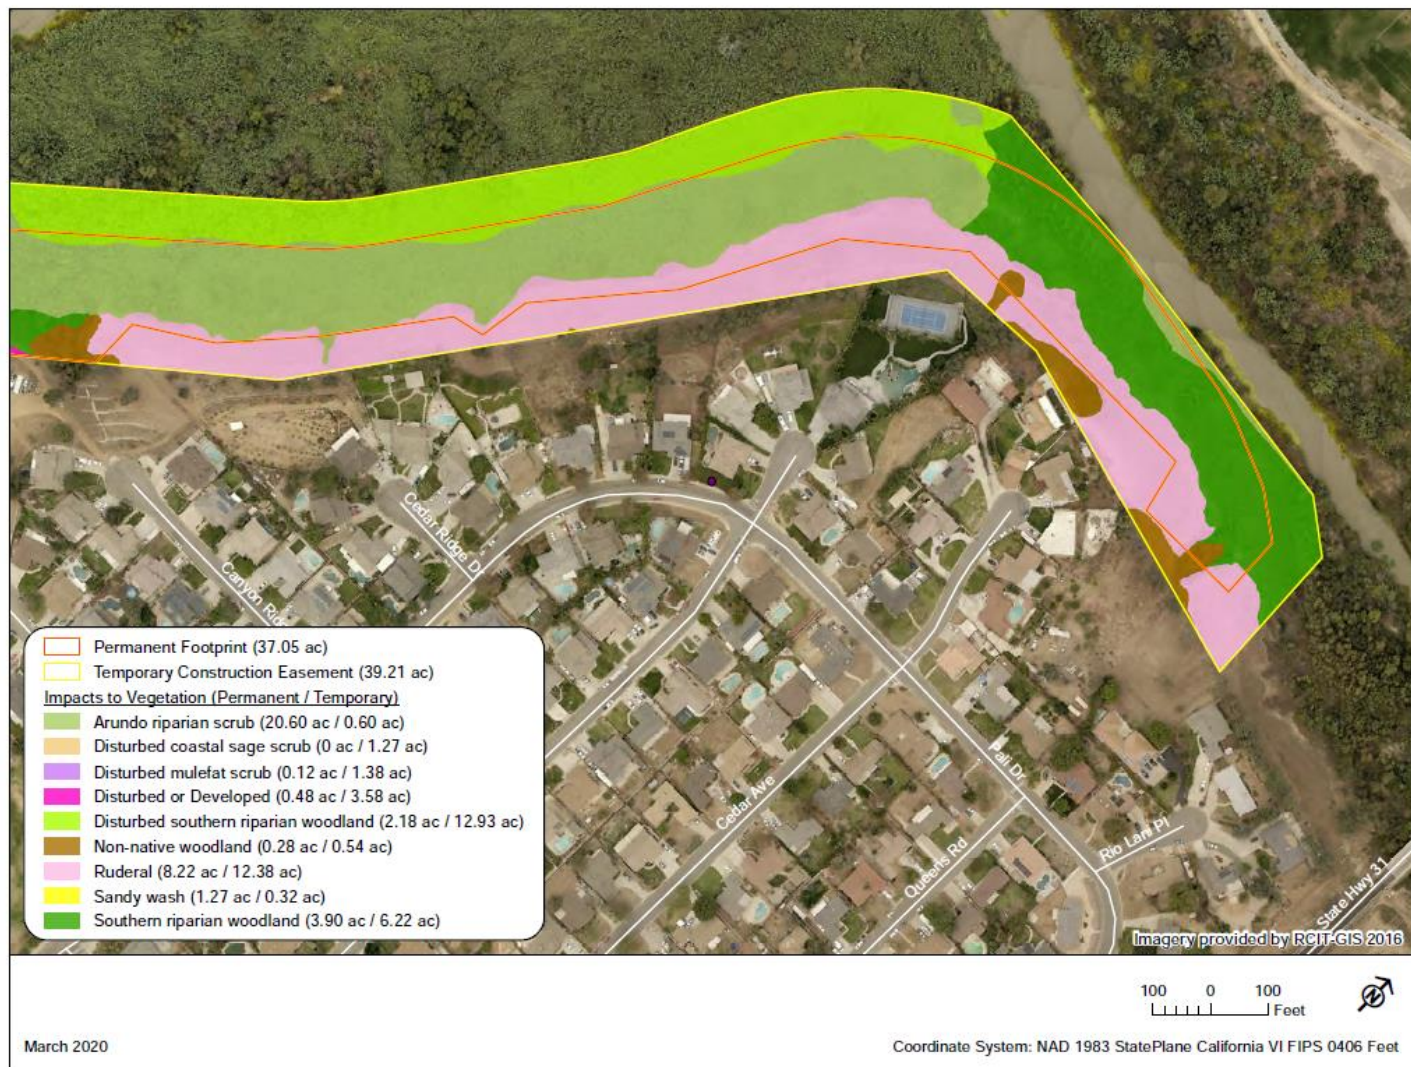 Cedar Ridge Dr
Canyon Ridge
Cedar Ave
Pali Dr
Queens Rd
Rio Lam Pl
State Hwy 31
Permanent Footprint (37.05 ac)
Temporary Construction Easement (39.21 ac)
Impacts to Vegetation (Permanent / Temporary)
Arundo riparian scrub (20.60 ac / 0.60 ac)
Disturbed coastal sage scrub (0 ac / 1.27 ac)
Disturbed mulefat scrub (0.12 ac / 1.38 ac)
Disturbed or Developed (0.48 ac / 3.58 ac)
Disturbed southern riparian woodland (2.18 ac / 12.93 ac)
Non-native woodland (0.28 ac / 0.54 ac)
Ruderal (8.22 ac / 12.38 ac)
Sandy wash (1.27 ac / 0.32 ac)
Southern riparian woodland (3.90 ac / 6.22 ac)
Imagery provided by RCIT-GIS 2016
100 0 100
Feet
N
March 2020
Coordinate System: NAD 1983 StatePlane California VI FIPS 0406 Feet